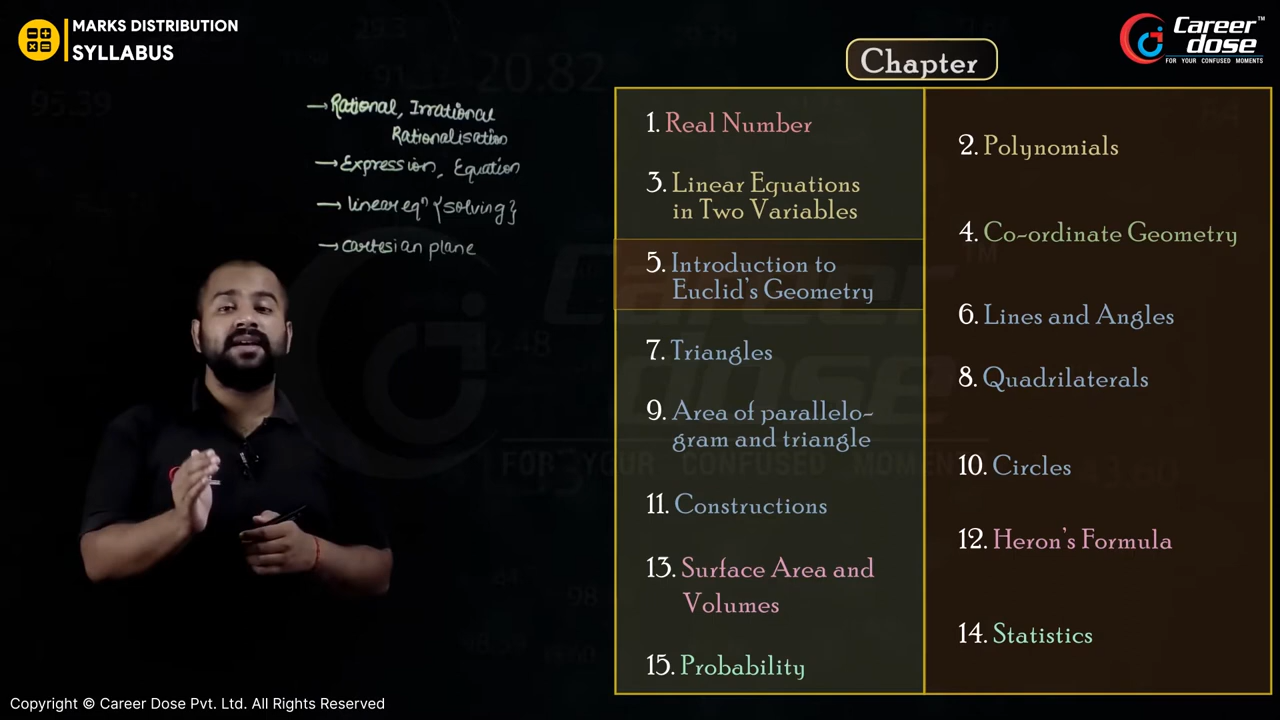 MARKS DISTRIBUTION
SYLLABUS
Career
dose™
FOR YOUR CONFUSED MOMENTS
→ Rational, Irrational
Rationalisation
→ Expression, Equation
→ linear eqⁿ {solving}
→ cartesian plane
Chapter
1. Real Number
2. Polynomials
3. Linear Equations
in Two Variables
4. Co-ordinate Geometry
5. Introduction to
Euclid's Geometry
6. Lines and Angles
7. Triangles
8. Quadrilaterals
9. Area of parallelo-
gram and triangle
10. Circles
11. Constructions
12. Heron's Formula
13. Surface Area and
Volumes
14. Statistics
15. Probability
Copyright © Career Dose Pvt. Ltd. All Rights Reserved